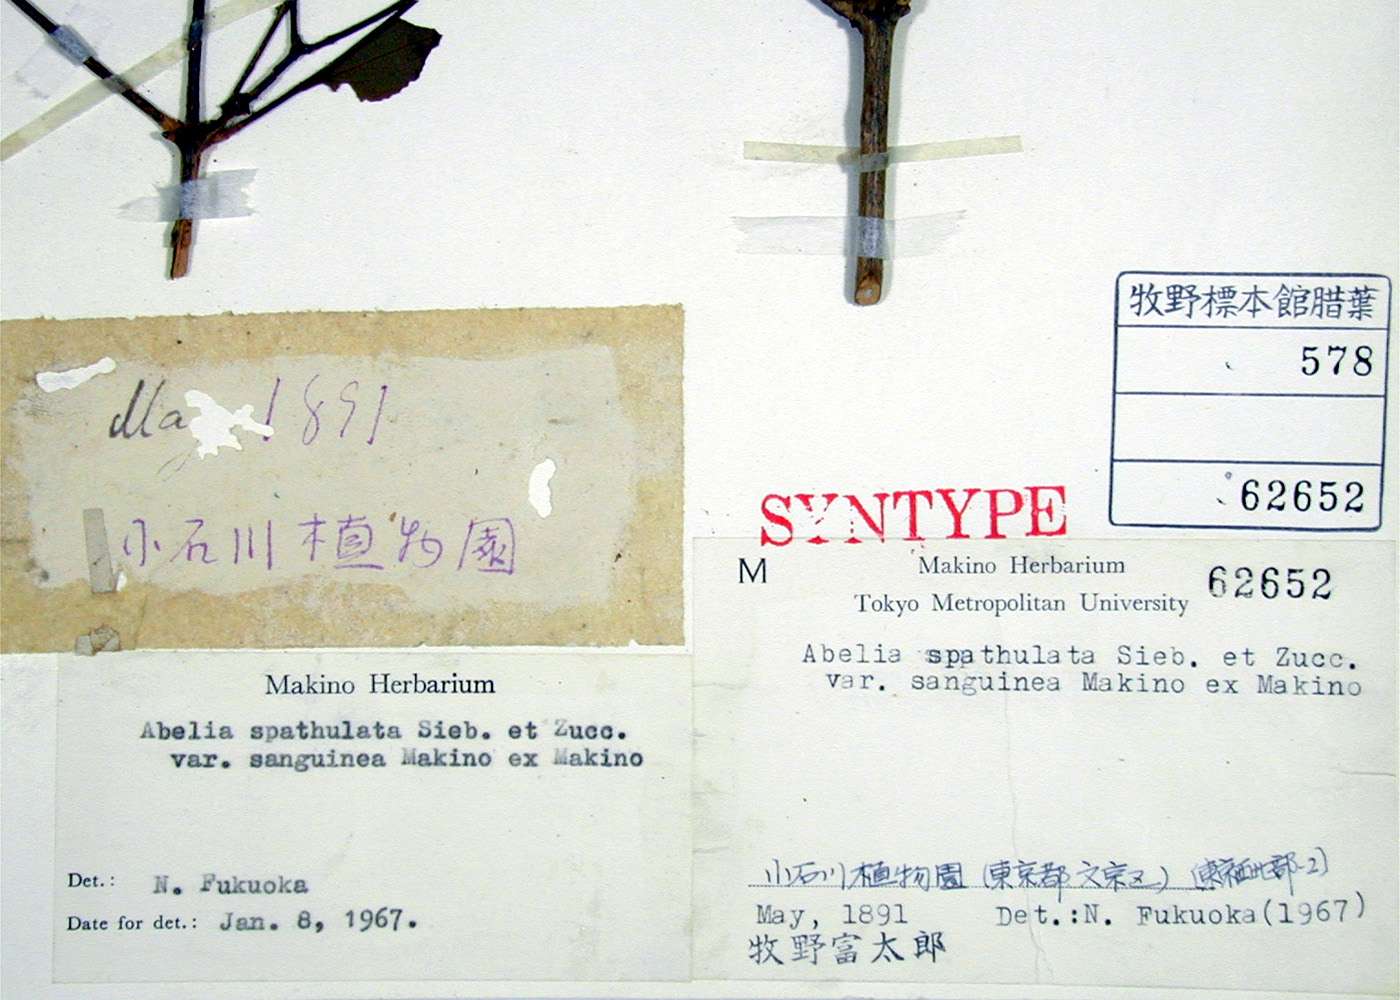 牧野標本館腊葉
578
62652
May 1891
小石川植物園
SYNTYPE
M
Makino Herbarium
62652
Tokyo Metropolitan University
Abelia spathulata Sieb. et Zucc.
var. sanguinea Makino ex Makino
小石川植物園 (東京都文京区)
May, 1891 Det.:N. Fukuoka(1967)
牧野富太郎
Makino Herbarium
Abelia spathulata Sieb. et Zucc.
var. sanguinea Makino ex Makino
Det.: N. Fukuoka
Date for det.: Jan. 8, 1967.